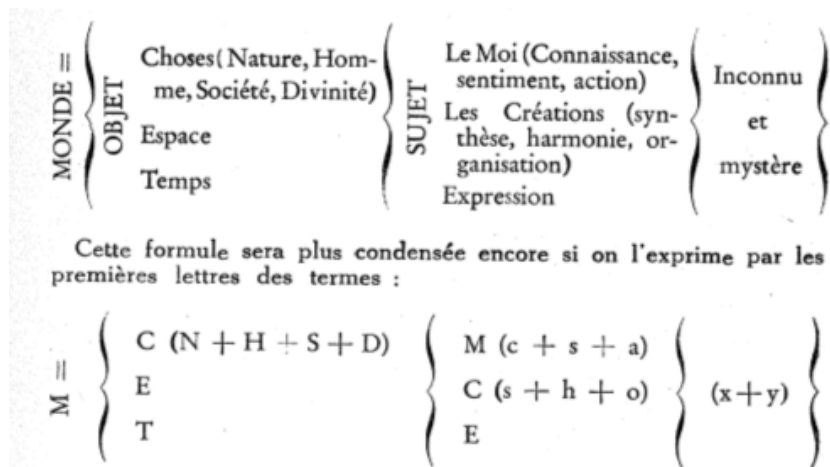 MONDE =
OBJET
Choses (Nature, Hom-
me, Société, Divinité)
Espace
Temps
SUJET
Le Moi (Connaissance,
sentiment, action)
Les Créations (syn-
thèse, harmonie, or-
ganisation)
Expression
Inconnu
et
mystère
Cette formule sera plus condensée encore si on l'exprime par les
premières lettres des termes :
M =
C (N + H + S + D)
E
T
M (c + s + a)
C (s + h + o)
E
(x+y)